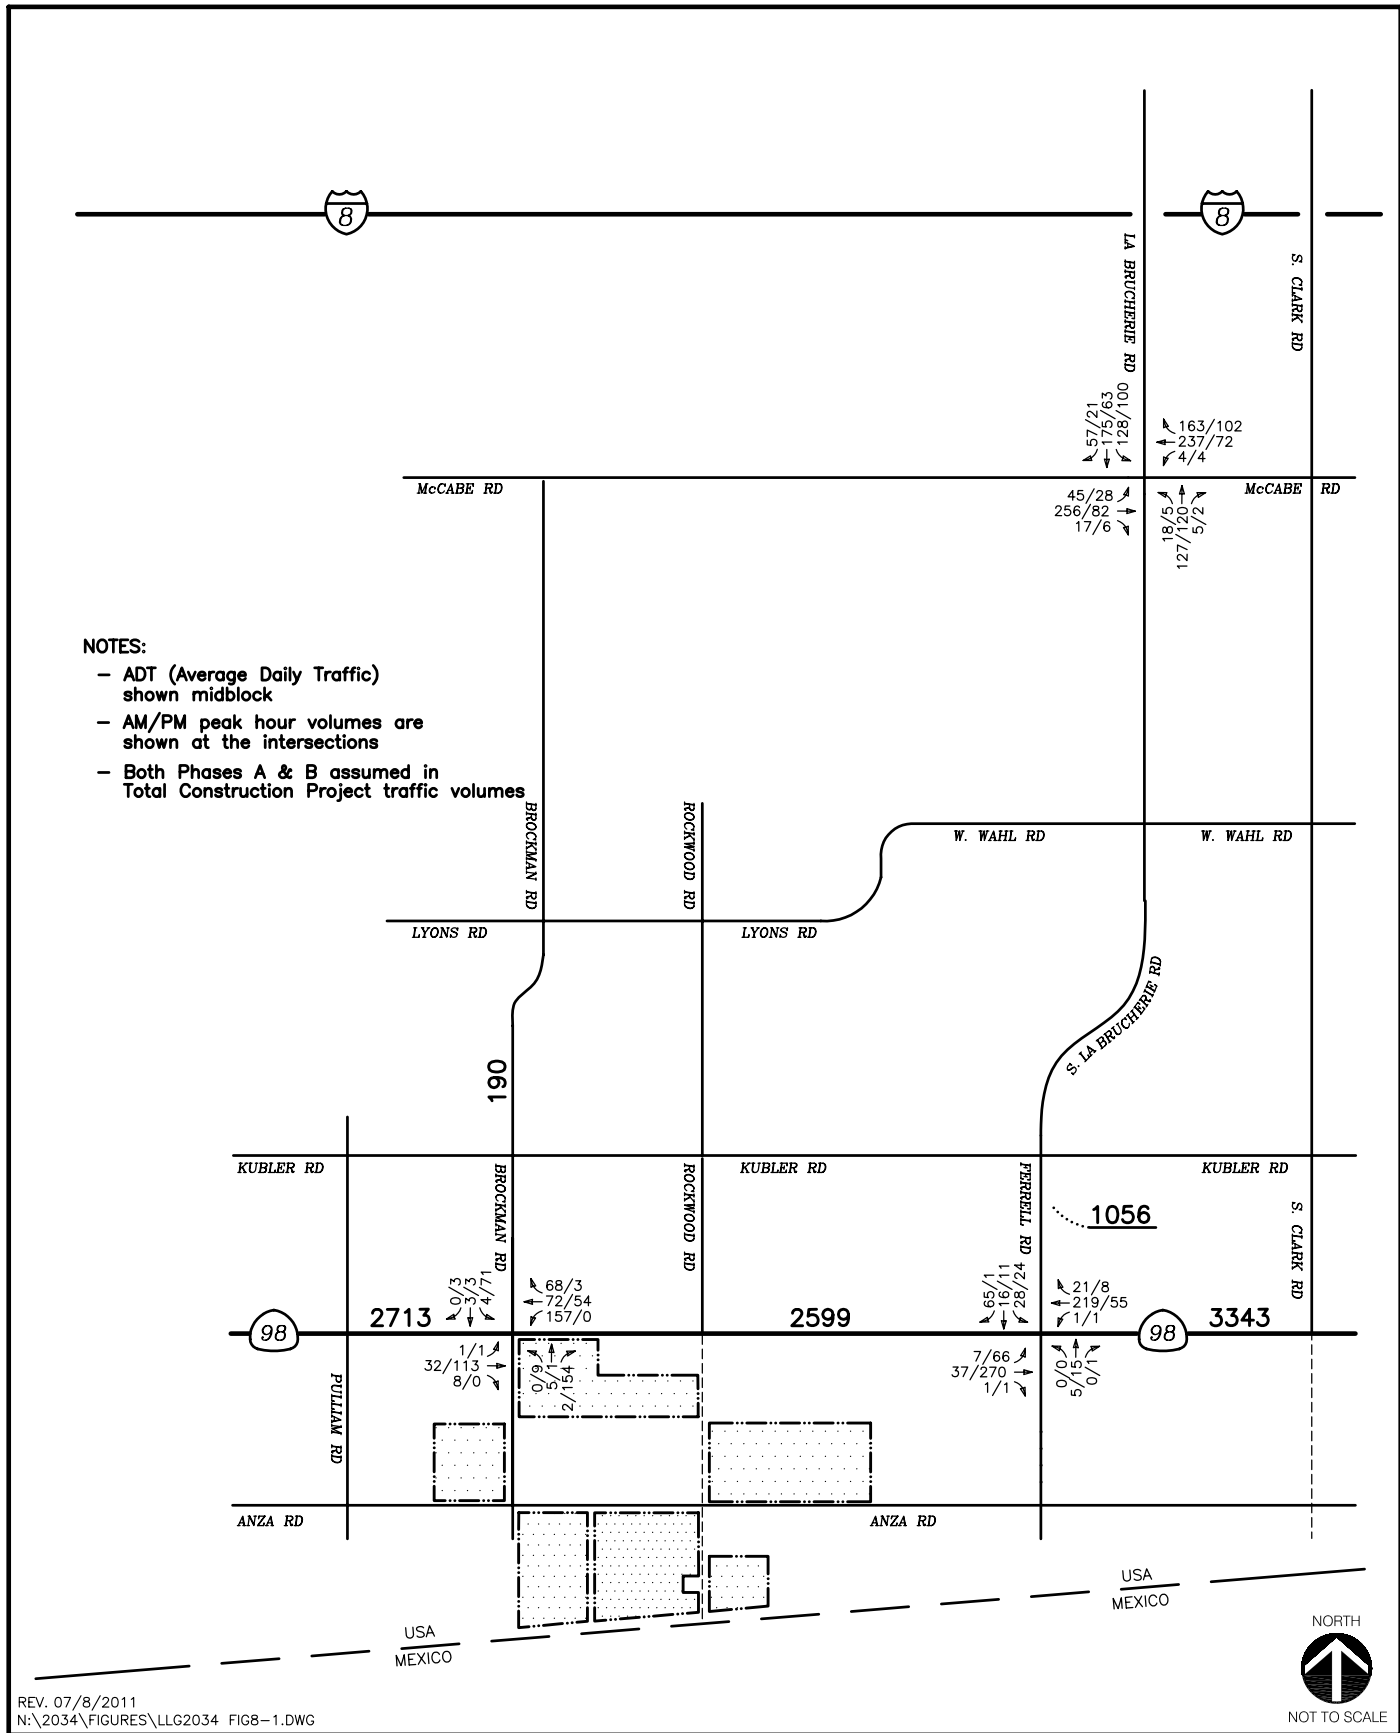 8
8
LA BRUCHERIE RD
S. CLARK RD
57/21
175/63
128/100
163/102
237/72
4/4
McCABE RD
McCABE RD
45/28
256/82
17/6
18/5
127/120
5/2
NOTES:
– ADT (Average Daily Traffic)
shown midblock
– AM/PM peak hour volumes are
shown at the intersections
– Both Phases A & B assumed in
Total Construction Project traffic volumes
BROCKMAN RD
ROCKWOOD RD
W. WAHL RD
W. WAHL RD
LYONS RD
LYONS RD
S. LA BRUCHERIE RD
190
KUBLER RD
KUBLER RD
KUBLER RD
BROCKMAN RD
ROCKWOOD RD
FERRELL RD
1056
S. CLARK RD
0/3
3/3
4/71
68/3
72/54
157/0
65/1
16/11
28/24
21/8
219/55
1/1
98
2713
2599
98
3343
1/1
32/113
8/0
0/9
5/1
2/154
7/66
37/270
1/1
0/0
5/15
0/1
PULLIAM RD
ANZA RD
ANZA RD
USA
MEXICO
USA
MEXICO
NORTH
NOT TO SCALE
REV. 07/8/2011
N:\2034\FIGURES\LLG2034 FIG8-1.DWG